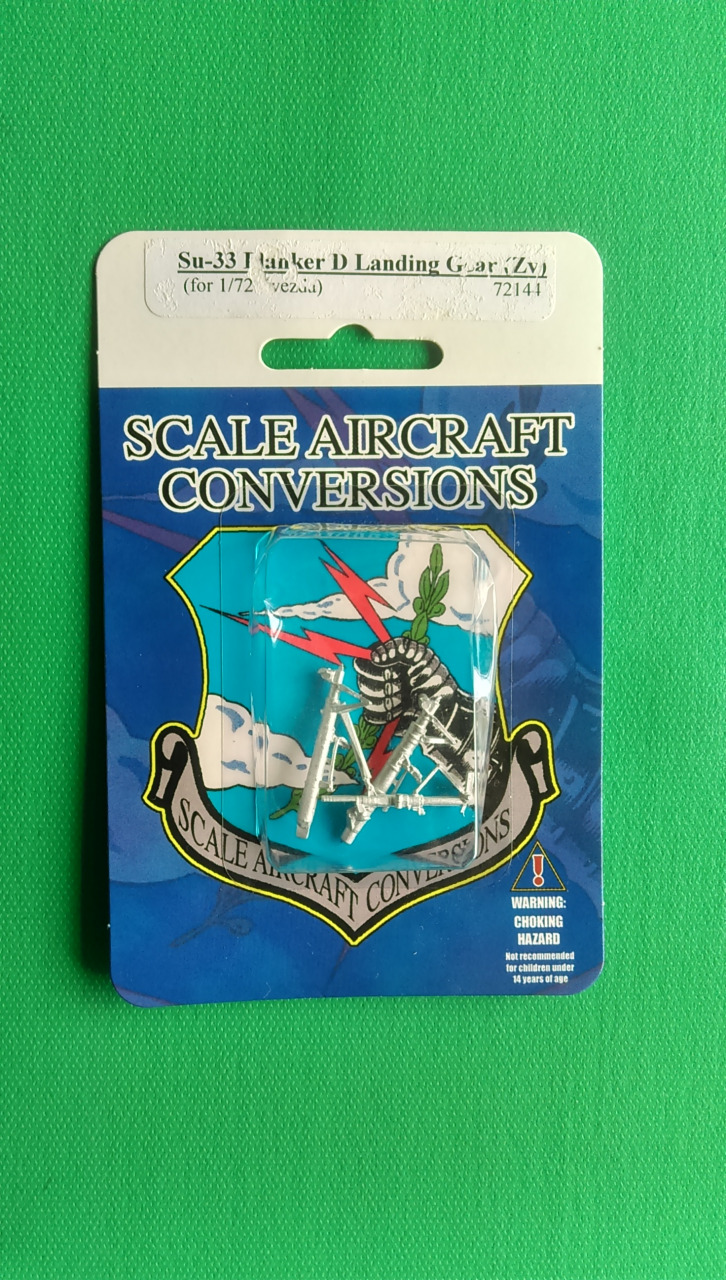 Su-33 Flanker D Landing Gear (Zv)
(for 1/72 Zvezda) 72144
SCALE AIRCRAFT
CONVERSIONS
SCALE AIRCRAFT CONVERSIONS
WARNING:
CHOKING
HAZARD
Not recommended
for children under
14 years of age